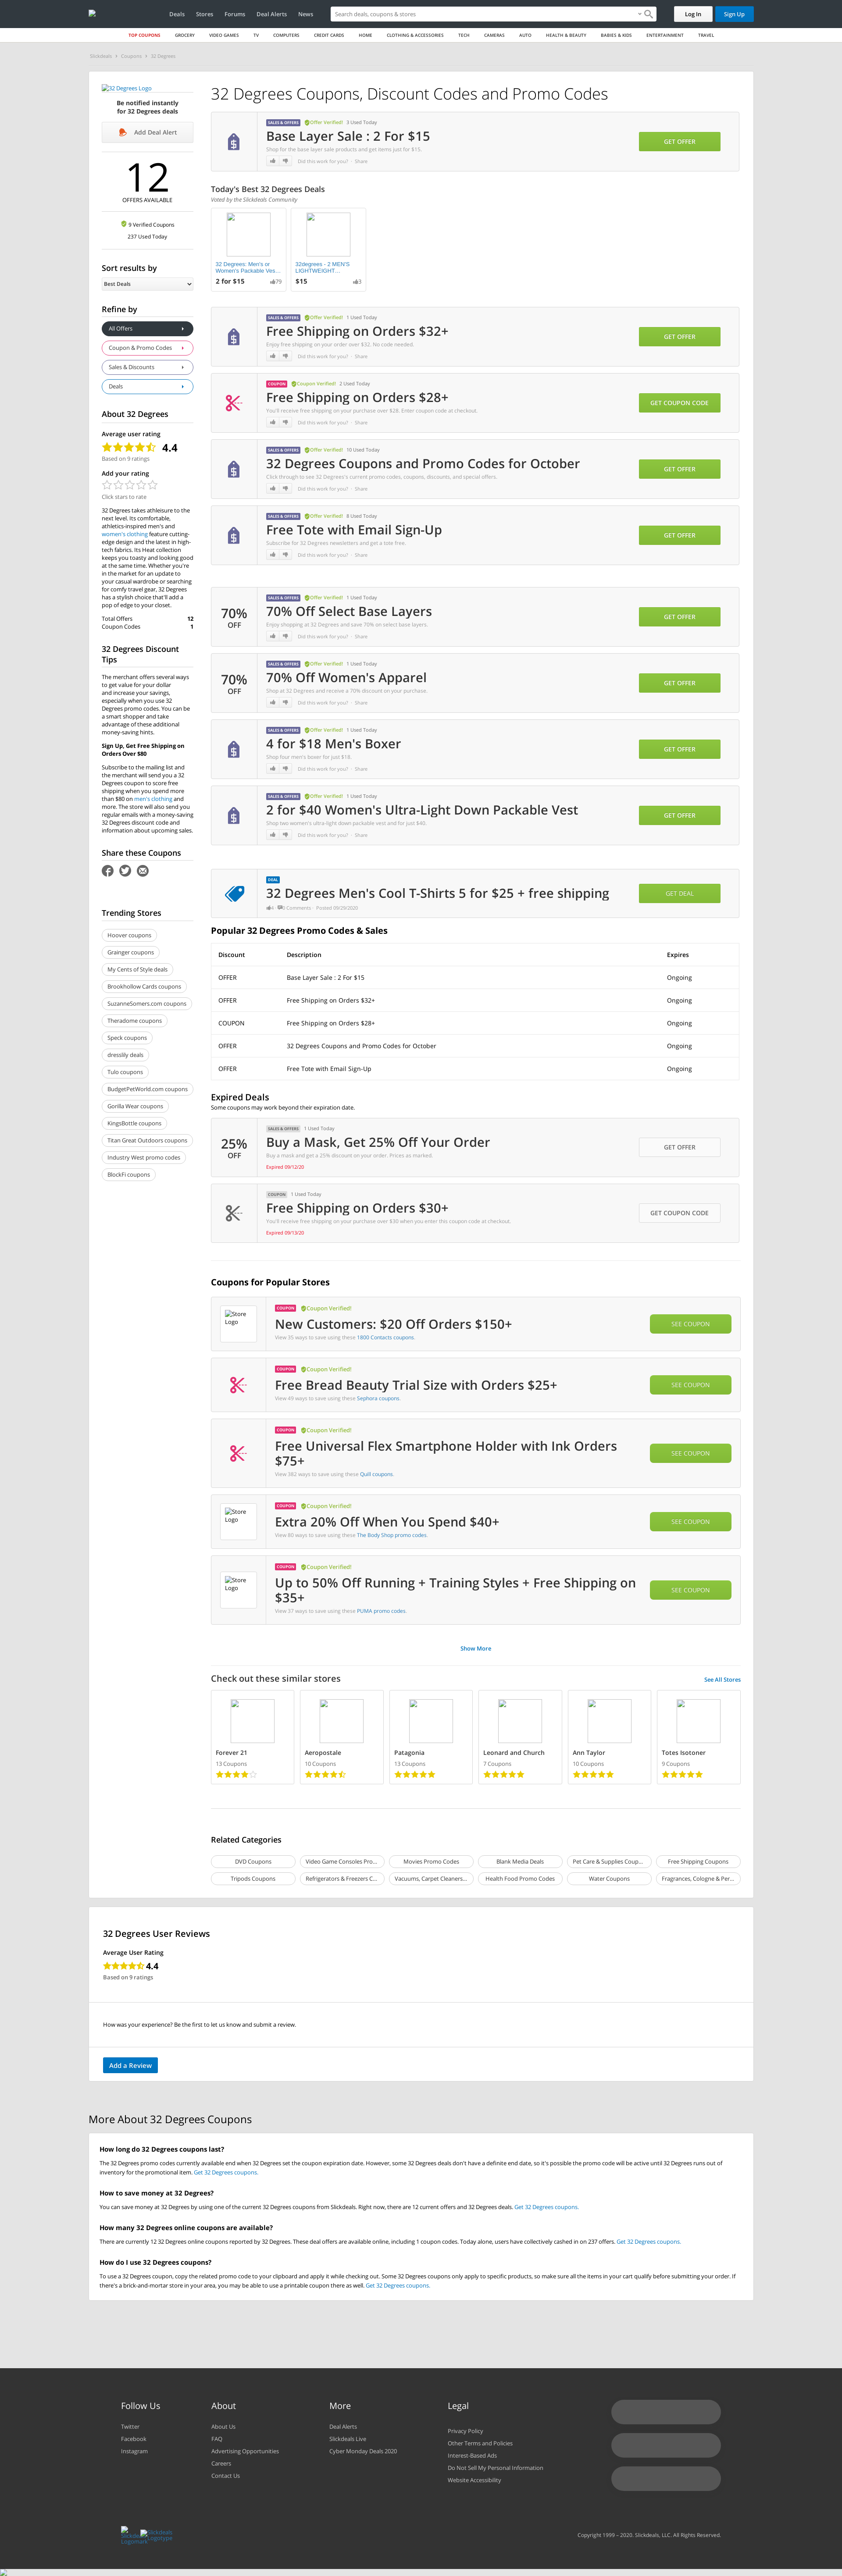 Deals Stores Forums Deal Alerts News Search deals, coupons & stores Log In Sign Up
TOP COUPONS GROCERY VIDEO GAMES TV COMPUTERS CREDIT CARDS HOME CLOTHING & ACCESSORIES TECH CAMERAS AUTO HEALTH & BEAUTY BABIES & KIDS ENTERTAINMENT TRAVEL
Slickdeals Coupons 32 Degrees
32 Degrees Logo
Be notified instantly
for 32 Degrees deals
Add Deal Alert
12
OFFERS AVAILABLE
9 Verified Coupons
237 Used Today
Sort results by
Best Deals
Refine by
All Offers
Coupon & Promo Codes
Sales & Discounts
Deals
About 32 Degrees
Average user rating
4.4
Based on 9 ratings
Add your rating
Click stars to rate
32 Degrees takes athleisure to the
next level. Its comfortable,
athletics-inspired men's and
women's clothing feature cutting-
edge design and the latest in high-
tech fabrics. Its Heat collection
keeps you toasty and looking good
at the same time. Whether you're
in the market for an update to
your casual wardrobe or searching
for comfy travel gear, 32 Degrees
has a stylish choice that'll add a
pop of edge to your closet.
Total Offers 12
Coupon Codes 1
32 Degrees Discount
Tips
The merchant offers several ways
to get value for your dollar
and increase your savings,
especially when you use 32
Degrees promo codes. You can be
a smart shopper and take
advantage of these additional
money-saving hints.
Sign Up, Get Free Shipping on
Orders Over $80
Subscribe to the mailing list and
the merchant will send you a 32
Degrees coupon to score free
shipping when you spend more
than $80 on men's clothing and
more. The store will also send you
regular emails with a money-saving
32 Degrees discount code and
information about upcoming sales.
Share these Coupons
Trending Stores
Hoover coupons
Grainger coupons
My Cents of Style deals
Brookhollow Cards coupons
SuzanneSomers.com coupons
Theradome coupons
Speck coupons
dresslily deals
Tulo coupons
BudgetPetWorld.com coupons
Gorilla Wear coupons
KingsBottle coupons
Titan Great Outdoors coupons
Industry West promo codes
BlockFi coupons
32 Degrees Coupons, Discount Codes and Promo Codes
SALES & OFFERS Offer Verified! 3 Used Today
Base Layer Sale : 2 For $15
Shop for the base layer sale products and get items just for $15.
Did this work for you? · Share
GET OFFER
Today's Best 32 Degrees Deals
Voted by the Slickdeals Community
32 Degrees: Men's or
Women's Packable Ves...
2 for $15 79
32degrees - 2 MEN'S
LIGHTWEIGHT...
$15 3
SALES & OFFERS Offer Verified! 1 Used Today
Free Shipping on Orders $32+
Enjoy free shipping on your order over $32. No code needed.
Did this work for you? · Share
GET OFFER
COUPON Coupon Verified! 2 Used Today
Free Shipping on Orders $28+
You'll receive free shipping on your purchase over $28. Enter coupon code at checkout.
Did this work for you? · Share
GET COUPON CODE
SALES & OFFERS Offer Verified! 10 Used Today
32 Degrees Coupons and Promo Codes for October
Click through to see 32 Degrees's current promo codes, coupons, discounts, and special offers.
Did this work for you? · Share
GET OFFER
SALES & OFFERS Offer Verified! 8 Used Today
Free Tote with Email Sign-Up
Subscribe for 32 Degrees newsletters and get a tote free.
Did this work for you? · Share
GET OFFER
70%
OFF
SALES & OFFERS Offer Verified! 1 Used Today
70% Off Select Base Layers
Enjoy shopping at 32 Degrees and save 70% on select base layers.
Did this work for you? · Share
GET OFFER
70%
OFF
SALES & OFFERS Offer Verified! 1 Used Today
70% Off Women's Apparel
Shop at 32 Degrees and receive a 70% discount on your purchase.
Did this work for you? · Share
GET OFFER
SALES & OFFERS Offer Verified! 1 Used Today
4 for $18 Men's Boxer
Shop four men's boxer for just $18.
Did this work for you? · Share
GET OFFER
SALES & OFFERS Offer Verified! 1 Used Today
2 for $40 Women's Ultra-Light Down Packable Vest
Shop two women's ultra-light down packable vest and for just $40.
Did this work for you? · Share
GET OFFER
DEAL
32 Degrees Men's Cool T-Shirts 5 for $25 + free shipping
Comments · Posted 09/29/2020
GET DEAL
Popular 32 Degrees Promo Codes & Sales
Discount Description Expires
OFFER Base Layer Sale : 2 For $15 Ongoing
OFFER Free Shipping on Orders $32+ Ongoing
COUPON Free Shipping on Orders $28+ Ongoing
OFFER 32 Degrees Coupons and Promo Codes for October Ongoing
OFFER Free Tote with Email Sign-Up Ongoing
Expired Deals
Some coupons may work beyond their expiration date.
25%
OFF
SALES & OFFERS 1 Used Today
Buy a Mask, Get 25% Off Your Order
Buy a mask and get a 25% discount on your order. Prices as marked.
Expired 09/12/20
GET OFFER
COUPON 1 Used Today
Free Shipping on Orders $30+
You'll receive free shipping on your purchase over $30 when you enter this coupon code at checkout.
Expired 09/13/20
GET COUPON CODE
Coupons for Popular Stores
Store
Logo
COUPON Coupon Verified!
New Customers: $20 Off Orders $150+
View 35 ways to save using these 1800 Contacts coupons.
SEE COUPON
COUPON Coupon Verified!
Free Bread Beauty Trial Size with Orders $25+
View 49 ways to save using these Sephora coupons.
SEE COUPON
COUPON Coupon Verified!
Free Universal Flex Smartphone Holder with Ink Orders
$75+
View 382 ways to save using these Quill coupons.
SEE COUPON
Store
Logo
COUPON Coupon Verified!
Extra 20% Off When You Spend $40+
View 80 ways to save using these The Body Shop promo codes.
SEE COUPON
Store
Logo
COUPON Coupon Verified!
Up to 50% Off Running + Training Styles + Free Shipping on
$35+
View 37 ways to save using these PUMA promo codes.
SEE COUPON
Show More
Check out these similar stores See All Stores
Forever 21 Aeropostale Patagonia Leonard and Church Ann Taylor Totes Isotoner
13 Coupons 10 Coupons 13 Coupons 7 Coupons 10 Coupons 9 Coupons
Related Categories
DVD Coupons Video Game Consoles Pro... Movies Promo Codes Blank Media Deals Pet Care & Supplies Coup... Free Shipping Coupons
Tripods Coupons Refrigerators & Freezers C... Vacuums, Carpet Cleaners... Health Food Promo Codes Water Coupons Fragrances, Cologne & Per...
32 Degrees User Reviews
Average User Rating
4.4
Based on 9 ratings
How was your experience? Be the first to let us know and submit a review.
Add a Review
More About 32 Degrees Coupons
How long do 32 Degrees coupons last?
The 32 Degrees promo codes currently available end when 32 Degrees set the coupon expiration date. However, some 32 Degrees deals don't have a definite end date, so it's possible the promo code will be active until 32 Degrees runs out of
inventory for the promotional item. Get 32 Degrees coupons.
How to save money at 32 Degrees?
You can save money at 32 Degrees by using one of the current 32 Degrees coupons from Slickdeals. Right now, there are 12 current offers and 32 Degrees deals. Get 32 Degrees coupons.
How many 32 Degrees online coupons are available?
There are currently 12 32 Degrees online coupons reported by 32 Degrees. These deal offers are available online, including 1 coupon codes. Today alone, users have collectively cashed in on 237 offers. Get 32 Degrees coupons.
How do I use 32 Degrees coupons?
To use a 32 Degrees coupon, copy the related promo code to your clipboard and apply it while checking out. Some 32 Degrees coupons only apply to specific products, so make sure all the items in your cart qualify before submitting your order. If
there's a brick-and-mortar store in your area, you may be able to use a printable coupon there as well. Get 32 Degrees coupons.
Follow Us
Twitter
Facebook
Instagram
About
About Us
FAQ
Advertising Opportunities
Careers
Contact Us
More
Deal Alerts
Slickdeals Live
Cyber Monday Deals 2020
Legal
Privacy Policy
Other Terms and Policies
Interest-Based Ads
Do Not Sell My Personal Information
Website Accessibility
Slickdeals
Logotype
Copyright 1999 – 2020. Slickdeals, LLC. All Rights Reserved.